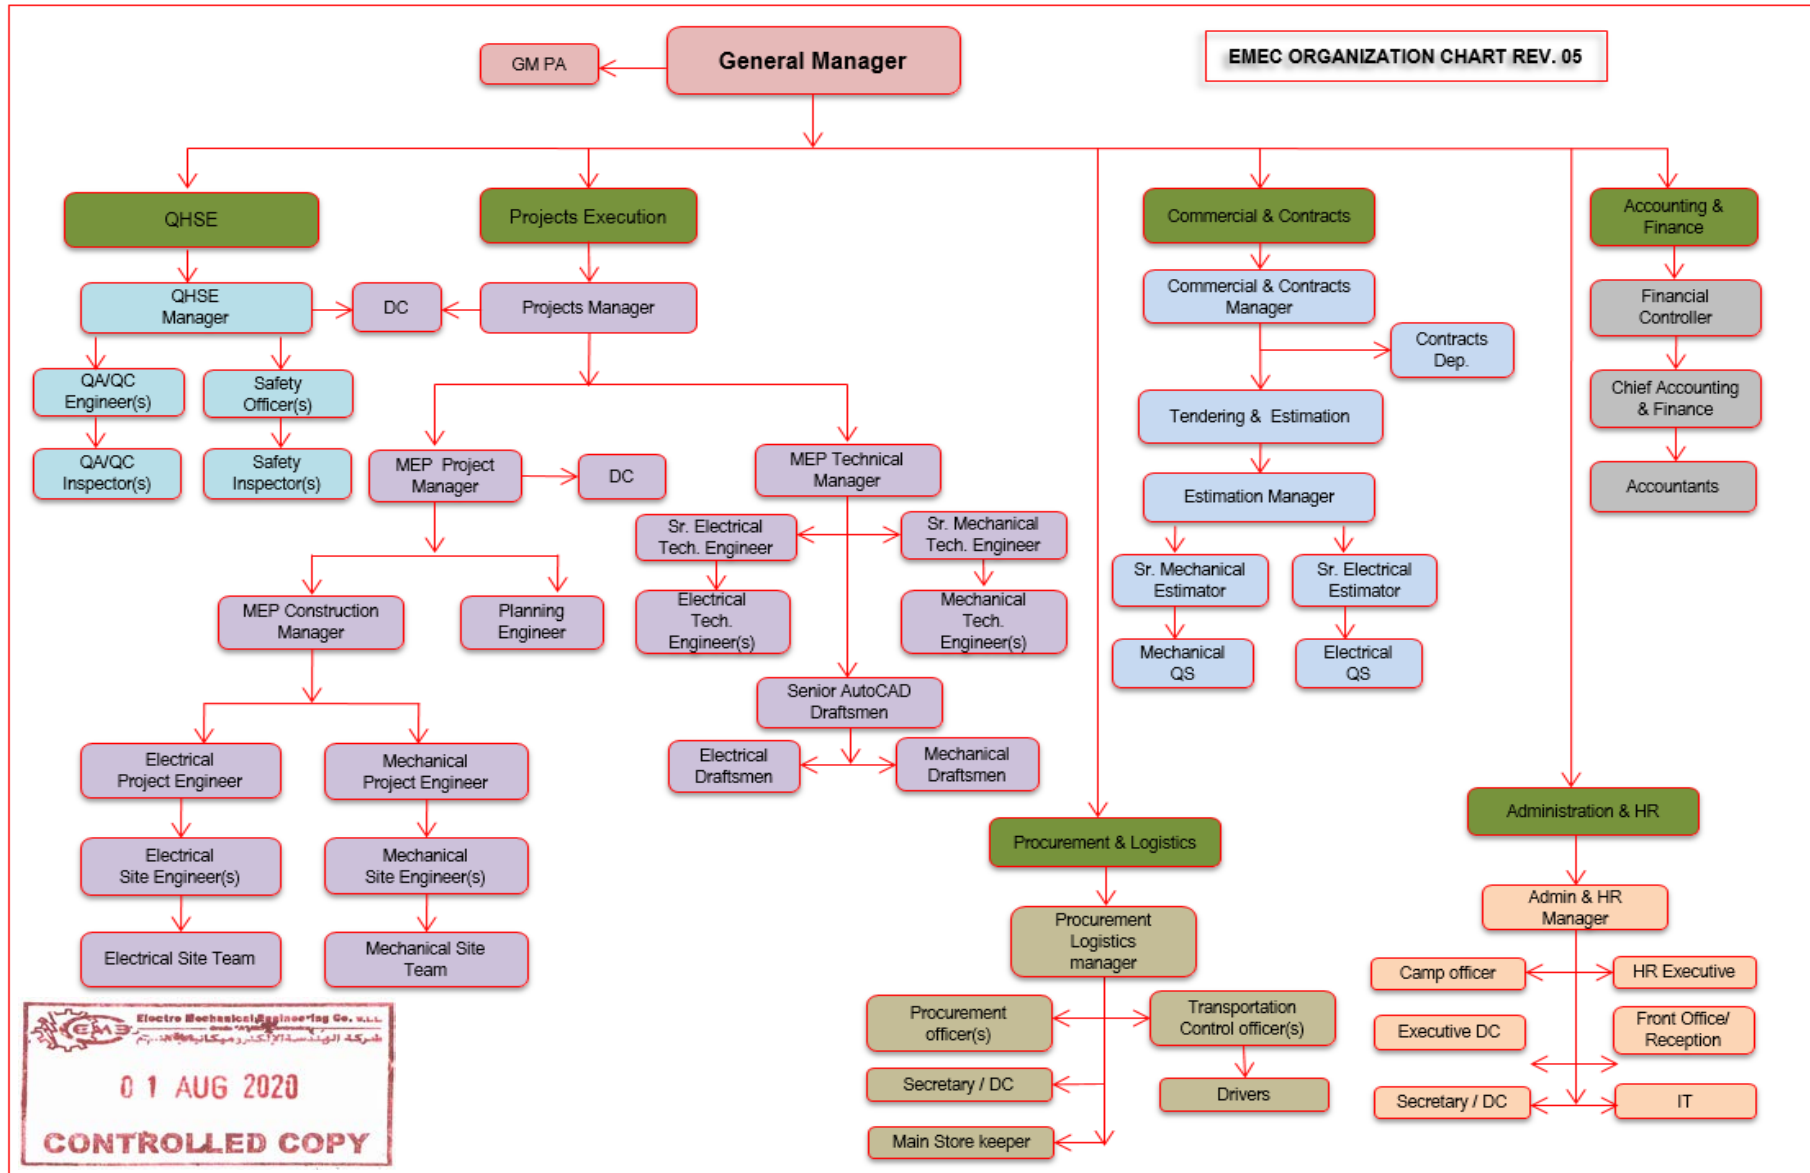 GM PA
General Manager
EMEC ORGANIZATION CHART REV. 05
QHSE
Projects Execution
Commercial & Contracts
Accounting &
Finance
QHSE
Manager
DC
Projects Manager
Commercial & Contracts
Manager
Financial
Controller
Contracts
Dep.
QA/QC
Engineer(s)
Safety
Officer(s)
Tendering & Estimation
Chief Accounting
& Finance
QA/QC
Inspector(s)
Safety
Inspector(s)
MEP Project
Manager
DC
MEP Technical
Manager
Estimation Manager
Accountants
Sr. Electrical
Tech. Engineer
Sr. Mechanical
Tech. Engineer
Sr. Mechanical
Estimator
Sr. Electrical
Estimator
MEP Construction
Manager
Planning
Engineer
Electrical
Tech.
Engineer(s)
Mechanical
Tech.
Engineer(s)
Mechanical
QS
Electrical
QS
Senior AutoCAD
Draftsmen
Electrical
Project Engineer
Mechanical
Project Engineer
Electrical
Draftsmen
Mechanical
Draftsmen
Procurement & Logistics
Administration & HR
Electrical
Site Engineer(s)
Mechanical
Site Engineer(s)
Procurement
Logistics
manager
Admin & HR
Manager
Electrical Site Team
Mechanical Site
Team
Camp officer
HR Executive
Procurement
officer(s)
Transportation
Control officer(s)
Executive DC
Front Office/
Reception
Secretary / DC
Drivers
Secretary / DC
IT
Main Store keeper
EME
Electro Mechanical Engineering Co. W.L.L.
01 AUG 2020
CONTROLLED COPY